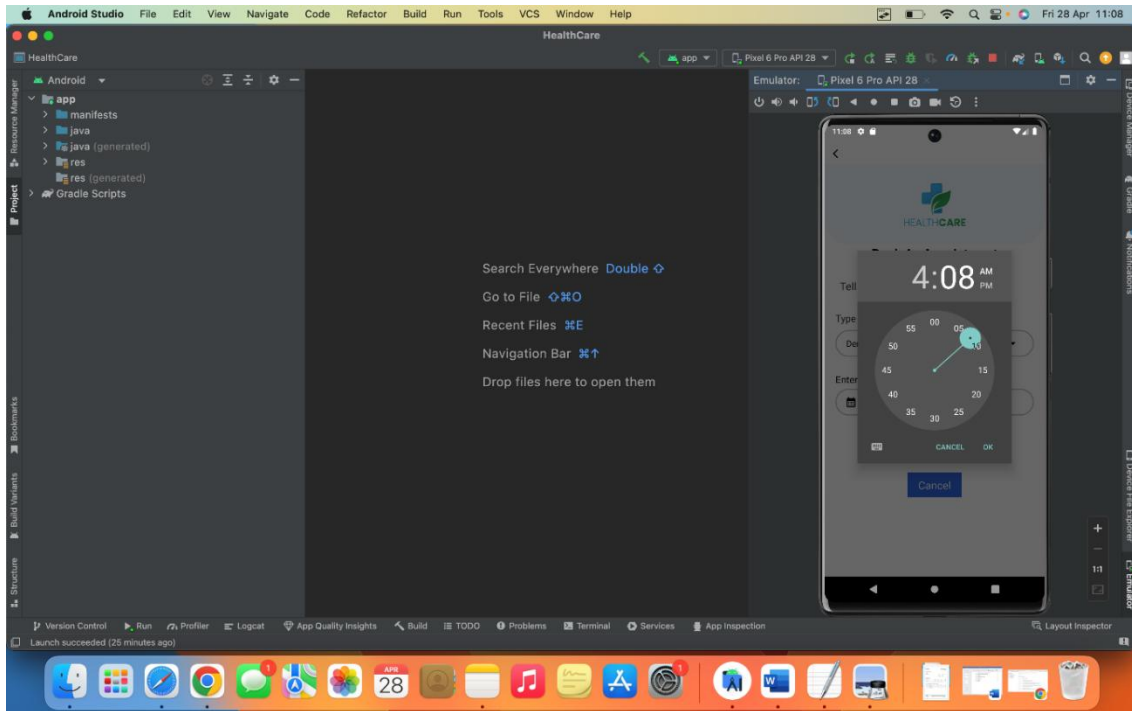 Android Studio File Edit View Navigate Code Refactor Build Run Tools VCS Window Help Fri 28 Apr 11:08
HealthCare
HealthCare app Pixel 6 Pro API 28
Android Emulator: Pixel 6 Pro API 28
app
manifests
java
java (generated)
res
res (generated)
Gradle Scripts
Resource Manager
Project
Bookmarks
Build Variants
Structure
Search Everywhere Double ⇧
Go to File ⇧⌘O
Recent Files ⌘E
Navigation Bar ⌘↑
Drop files here to open them
11:08
HEALTHCARE
4:08 AM PM
Tell
Type
Enter
00
05
10
15
20
25
30
35
40
45
50
55
CANCEL OK
Cancel
Device Manager
Gradle
Notifications
Device File Explorer
Emulator
1:1
Version Control Run Profiler Logcat App Quality Insights Build TODO Problems Terminal Services App Inspection Layout Inspector
Launch succeeded (25 minutes ago)
1
APR
28
1